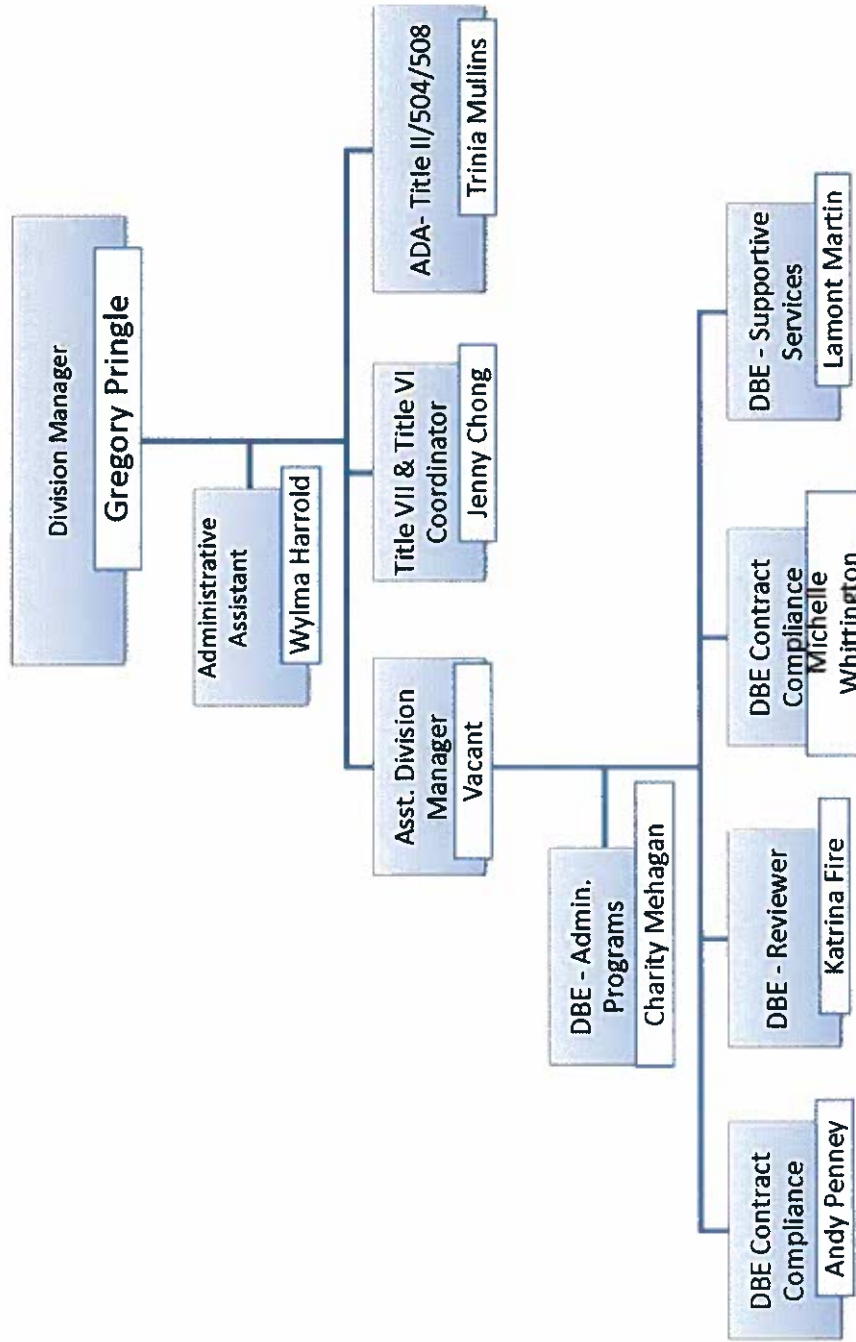 Division Manager
Gregory Pringle
Administrative
Assistant
Wylma Harrold
Asst. Division
Manager
Vacant
Title VII & Title VI
Coordinator
Jenny Chong
ADA- Title II/504/508
Trinia Mullins
DBE - Admin.
Programs
Charity Mehagan
DBE Contract
Compliance
Andy Penney
DBE - Reviewer
Katrina Fire
DBE Contract
Compliance
Michelle
Whittington
DBE - Supportive
Services
Lamont Martin